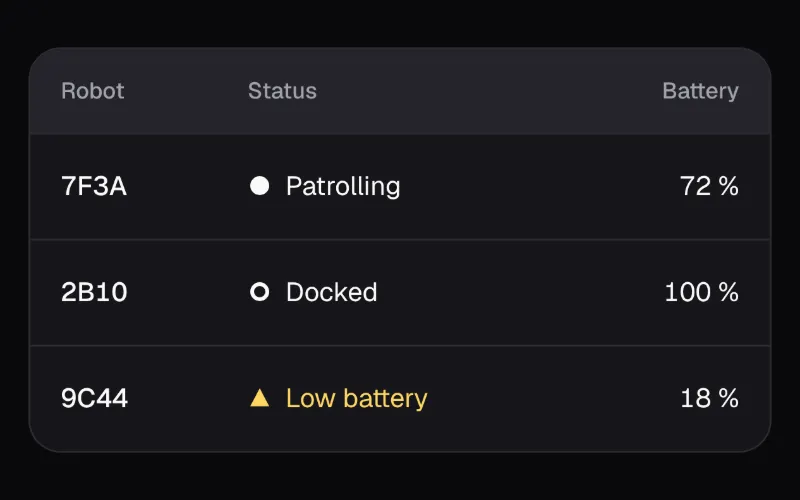 Robot Status Battery
7F3A Patrolling 72 %
2B10 Docked 100 %
9C44 Low battery 18 %